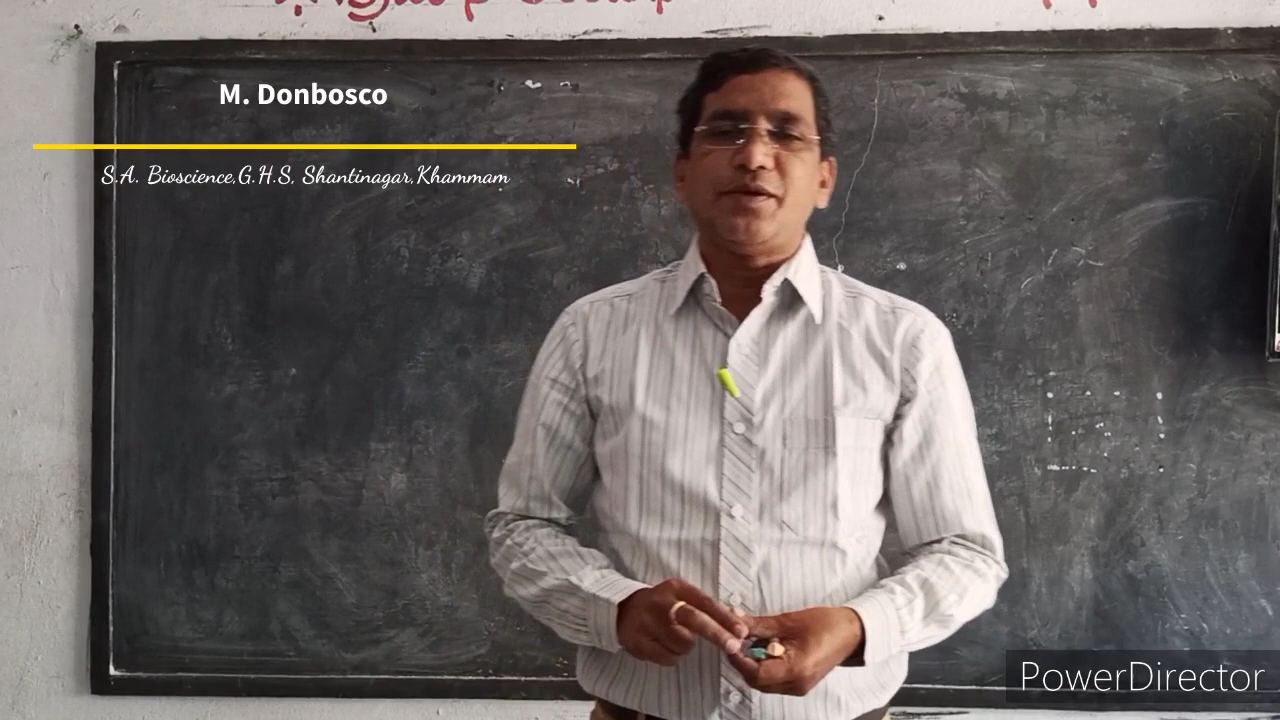 M. Donbosco
S.A. Bioscience,G.H.S, Shantinagar,Khammam
PowerDirector